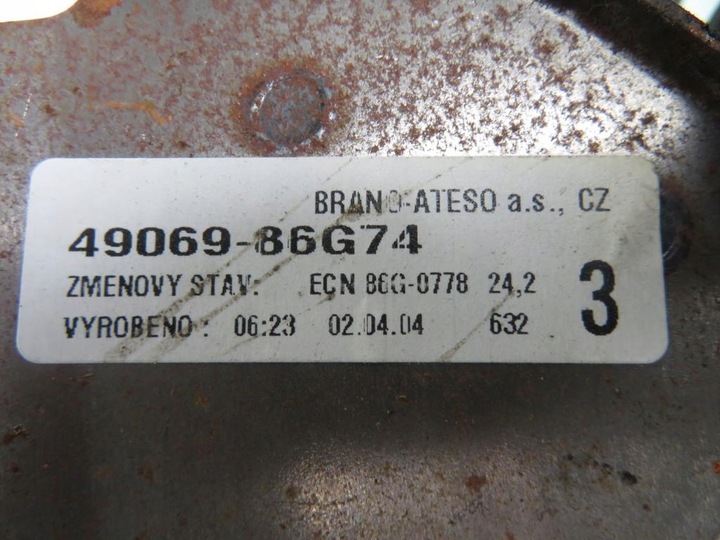 BRANO-ATESO a.s., CZ
49069-86G74
ZMENOVY STAV: ECN 86G-0778 24,2
VYROBENO: 06:23 02.04.04 632
3